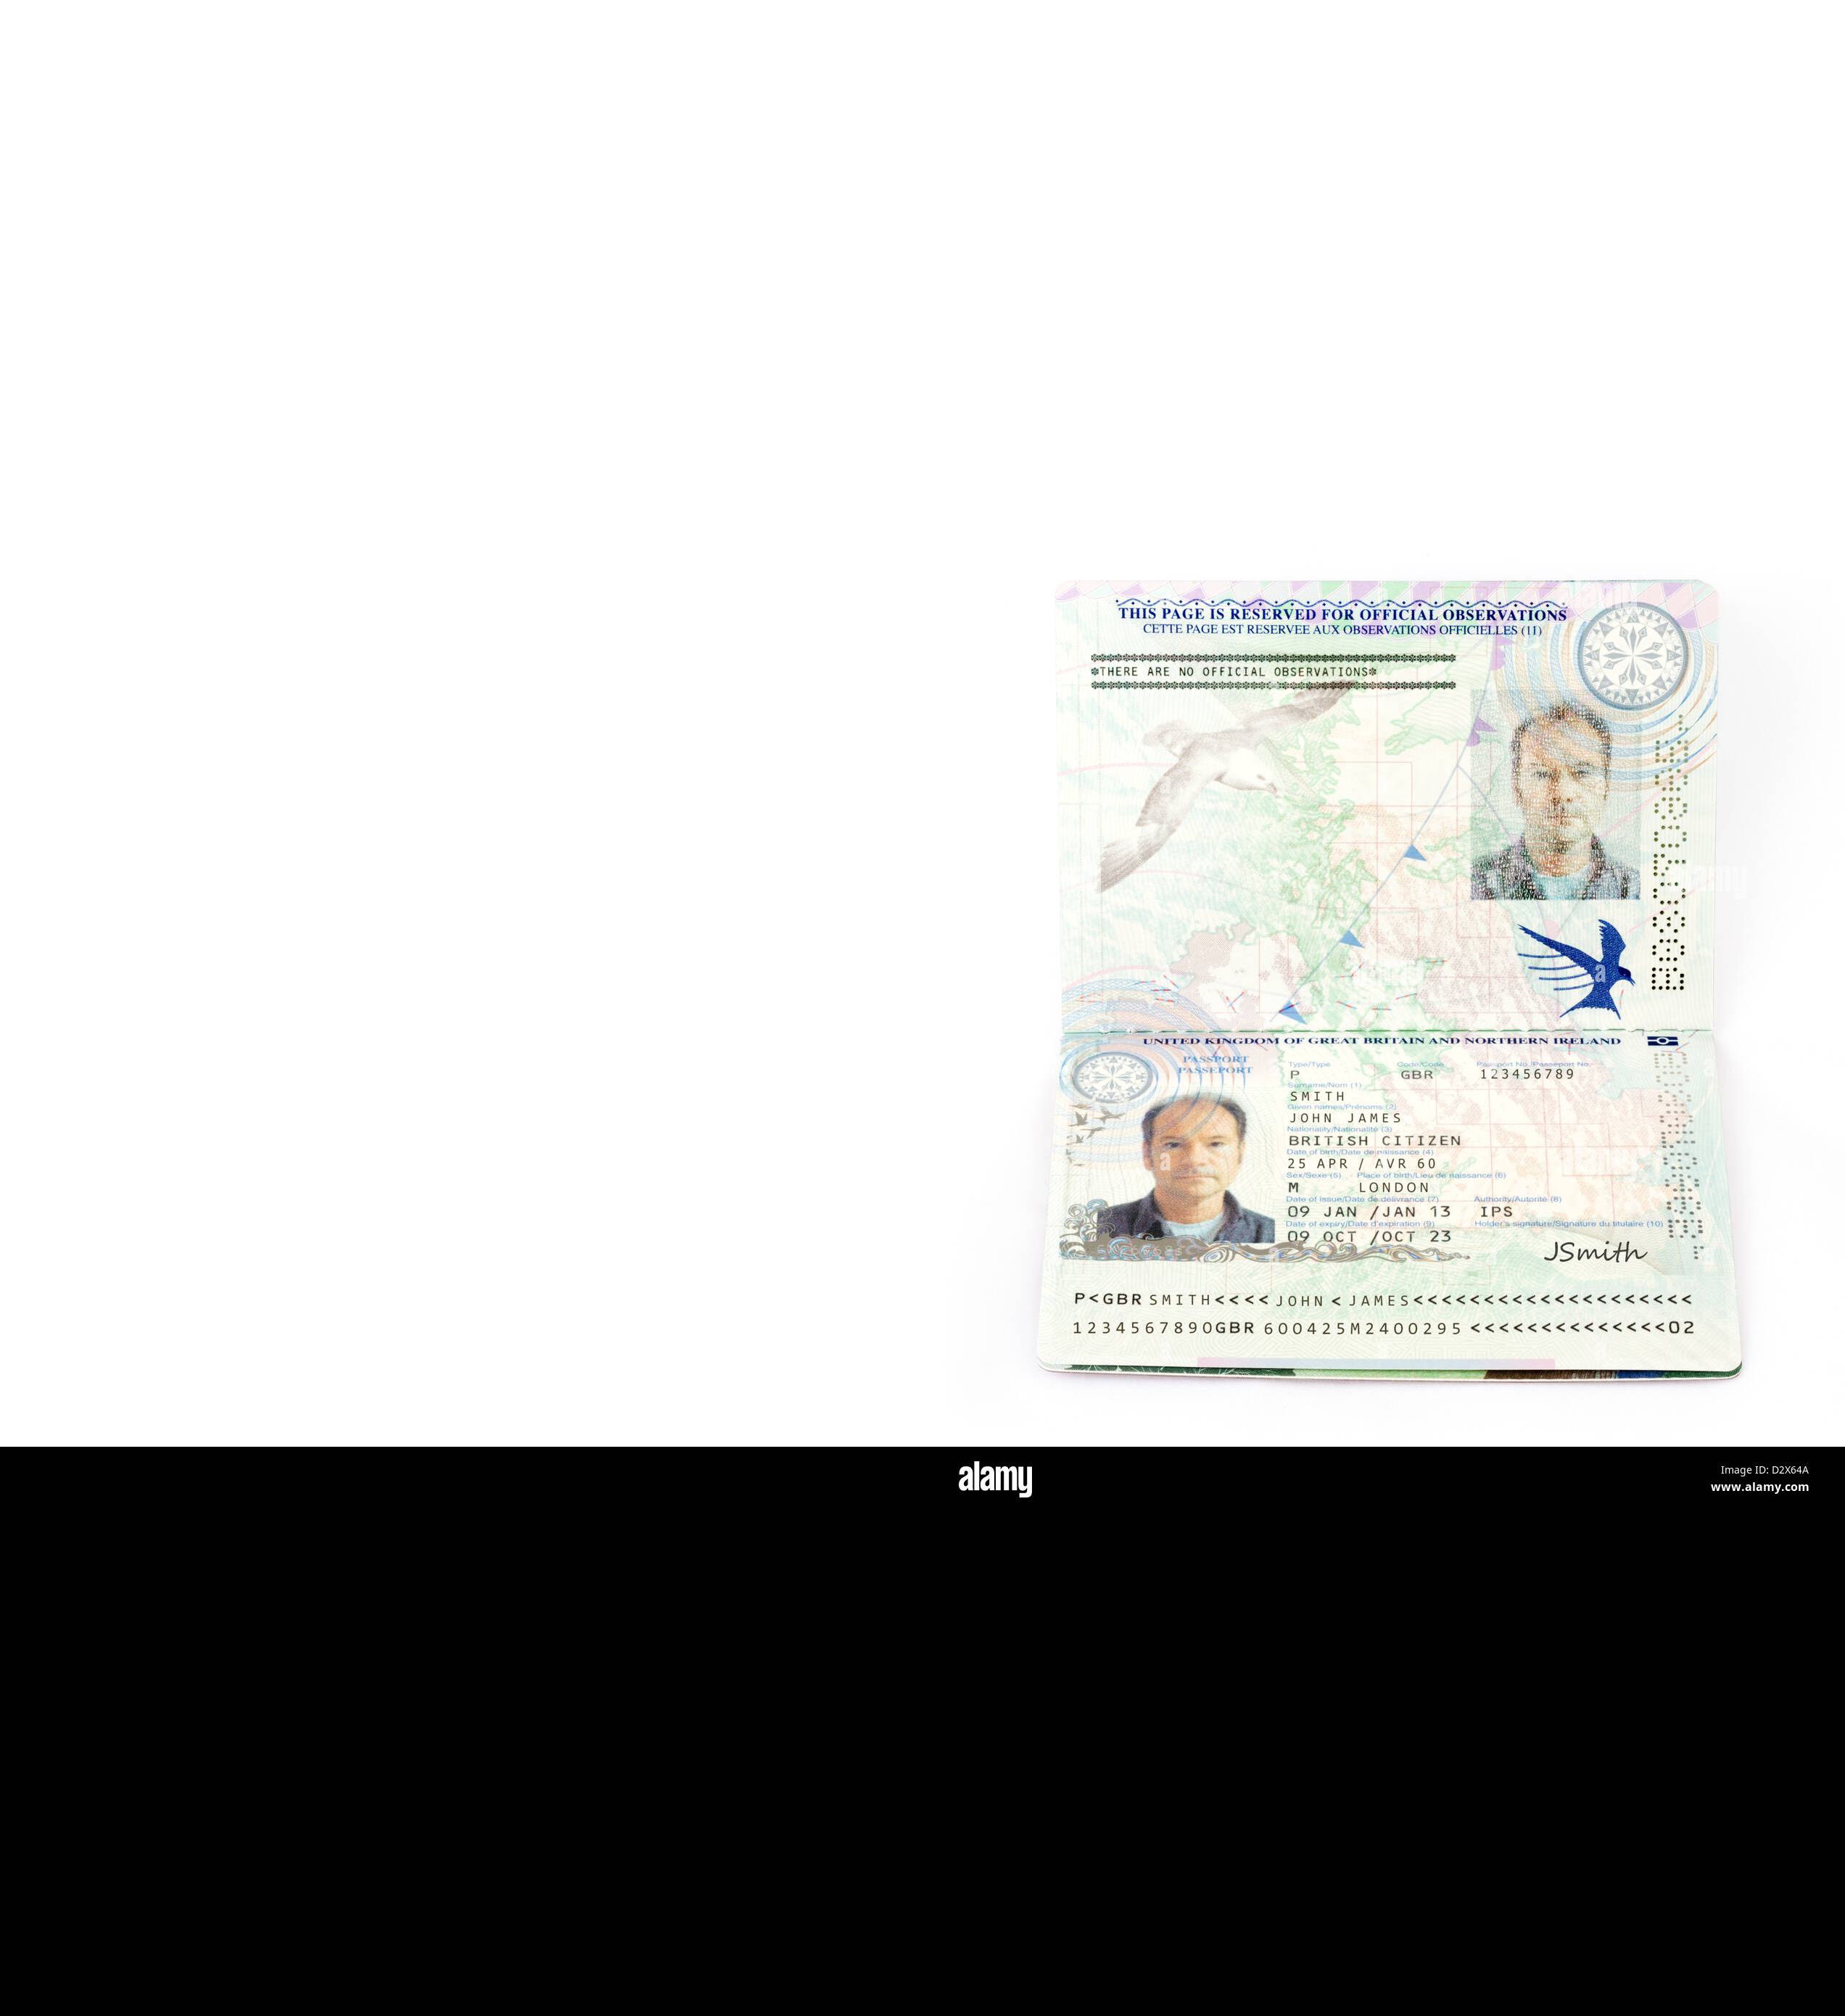 THIS PAGE IS RESERVED FOR OFFICIAL OBSERVATIONS
CETTE PAGE EST RESERVEE AUX OBSERVATIONS OFFICIELLES (11)
*THERE ARE NO OFFICIAL OBSERVATIONS*
UNITED KINGDOM OF GREAT BRITAIN AND NORTHERN IRELAND
PASSPORT
PASSEPORT
Type/Type Code/Code Passport No./Passeport No.
P GBR 123456789
Surname/Nom (1)
SMITH
Given names/Prénoms (2)
JOHN JAMES
Nationality/Nationalité (3)
BRITISH CITIZEN
Date of birth/Date de naissance (4)
25 APR / AVR 60
Sex/Sexe (5) Place of birth/Lieu de naissance (6)
M LONDON
Date of issue/Date de délivrance (7) Authority/Autorité (8)
09 JAN /JAN 13 IPS
Date of expiry/Date d'expiration (9) Holder's signature/Signature du titulaire (10)
09 OCT /OCT 23
JSmith
P<GBR SMITH<<<< JOHN < JAMES<<<<<<<<<<<<<<<<<<<<
1234567890GBR 600425M2400295 <<<<<<<<<<<<<<02
alamy
Image ID: D2X64A
www.alamy.com